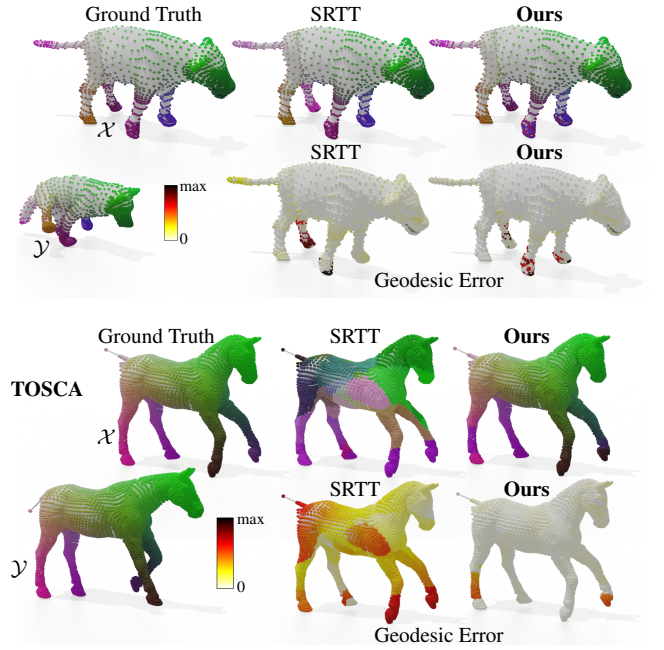 Ground Truth SRTT Ours
𝒳
SRTT Ours
max
0
𝒴
Geodesic Error
Ground Truth SRTT Ours
TOSCA
𝒳
SRTT Ours
max
𝒴
0
Geodesic Error